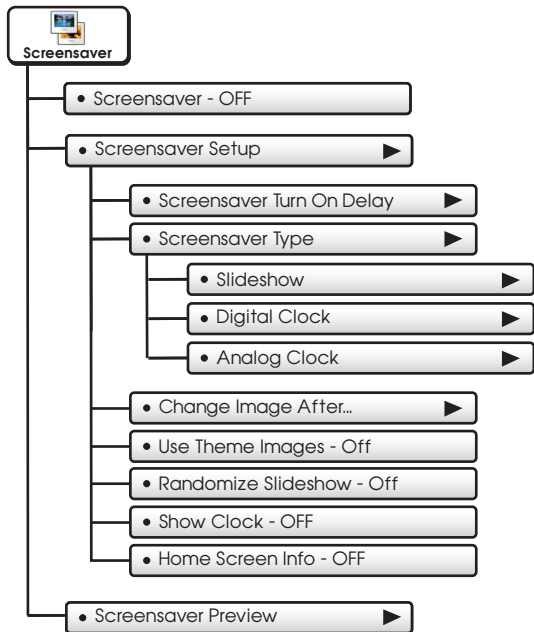 Screensaver
• Screensaver - OFF
• Screensaver Setup
• Screensaver Turn On Delay
• Screensaver Type
• Slideshow
• Digital Clock
• Analog Clock
• Change Image After...
• Use Theme Images - Off
• Randomize Slideshow - Off
• Show Clock - OFF
• Home Screen Info - OFF
• Screensaver Preview